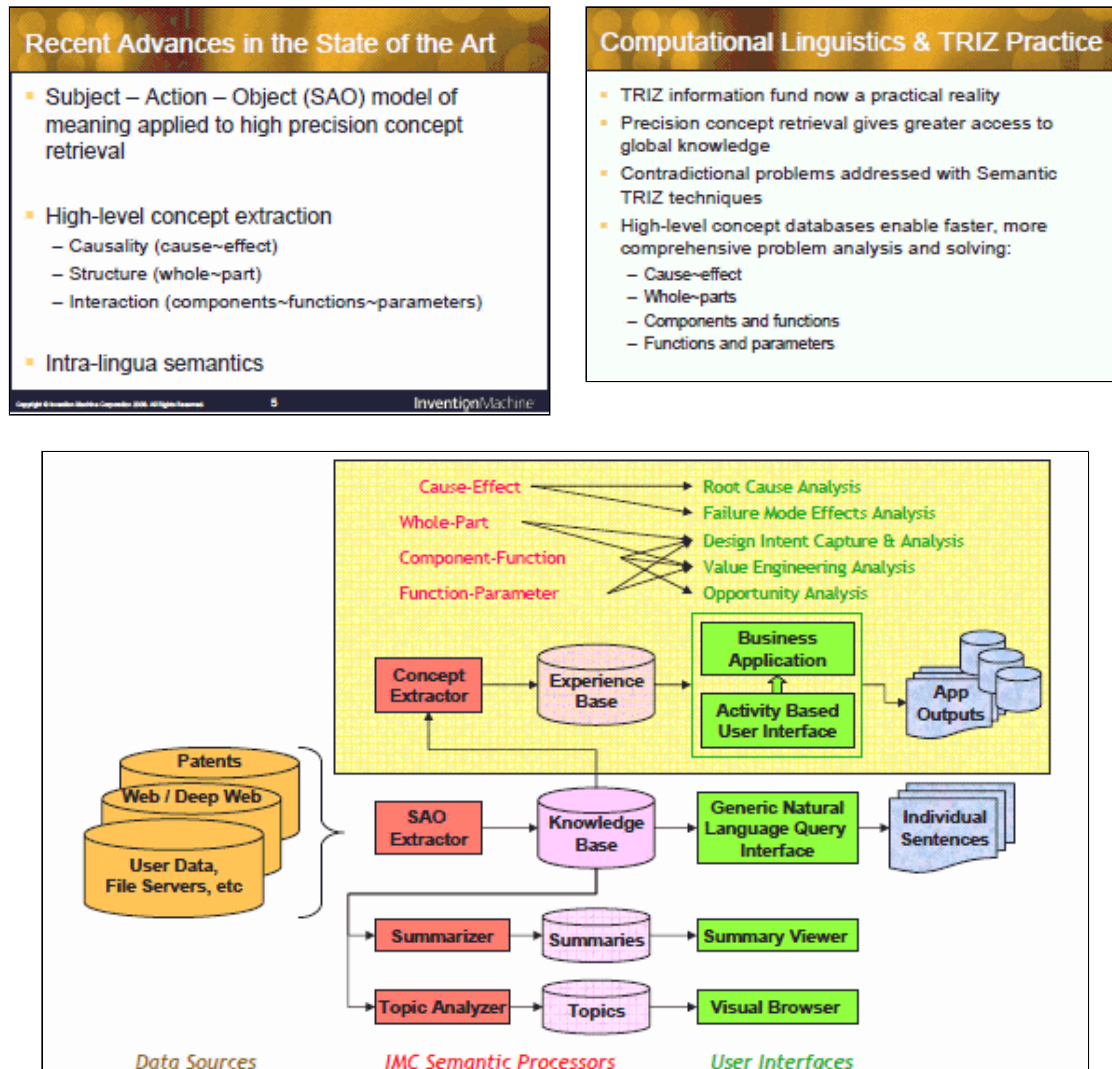 Recent Advances in the State of the Art
Subject – Action – Object (SAO) model of
meaning applied to high precision concept
retrieval
High-level concept extraction
– Causality (cause~effect)
– Structure (whole~part)
– Interaction (components~functions~parameters)
Intra-lingua semantics
5
InventionMachine
Computational Linguistics & TRIZ Practice
TRIZ information fund now a practical reality
Precision concept retrieval gives greater access to
global knowledge
Contradictional problems addressed with Semantic
TRIZ techniques
High-level concept databases enable faster, more
comprehensive problem analysis and solving:
– Cause~effect
– Whole~parts
– Components and functions
– Functions and parameters
Cause-Effect
Whole-Part
Component-Function
Function-Parameter
Root Cause Analysis
Failure Mode Effects Analysis
Design Intent Capture & Analysis
Value Engineering Analysis
Opportunity Analysis
Concept
Extractor
Experience
Base
Business
Application
Activity Based
User Interface
App
Outputs
Patents
Web / Deep Web
User Data,
File Servers, etc
SAO
Extractor
Knowledge
Base
Generic Natural
Language Query
Interface
Individual
Sentences
Summarizer
Summaries
Summary Viewer
Topic Analyzer
Topics
Visual Browser
Data Sources
IMC Semantic Processors
User Interfaces